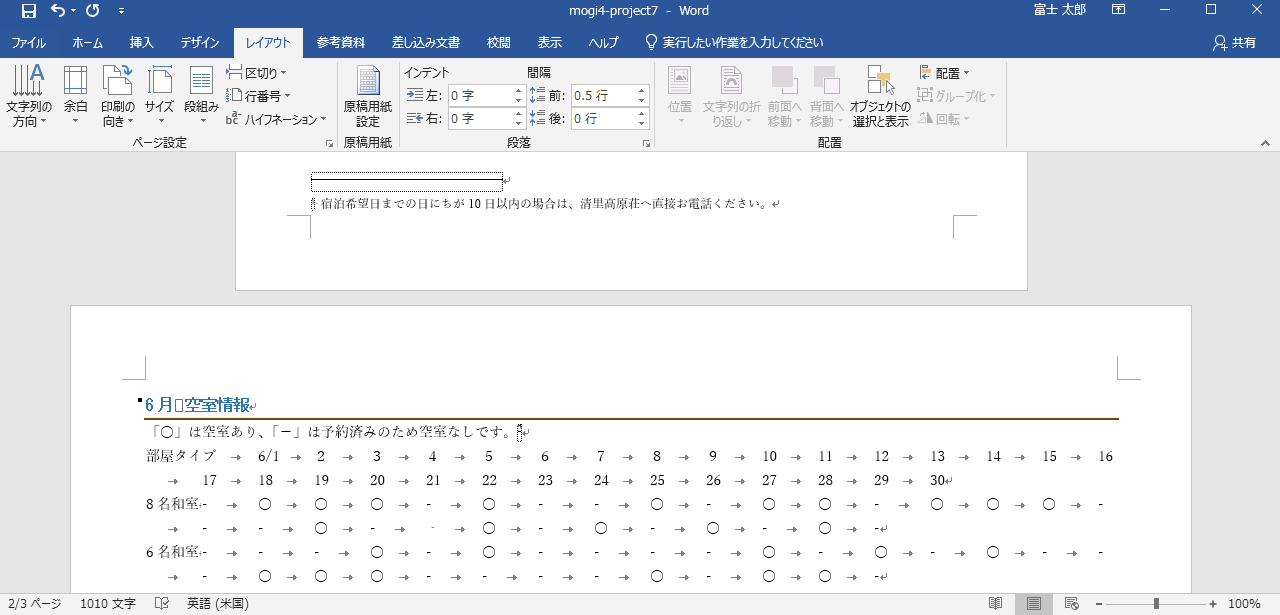 mogi4-project7 - Word
富士 太郎
ファイル ホーム 挿入 デザイン レイアウト 参考資料 差し込み文書 校閲 表示 ヘルプ 実行したい作業を入力してください 共有
文字列の方向 余白 印刷の向き サイズ 段組み
区切り
行番号
ハイフネーション
ページ設定
原稿用紙設定
原稿用紙
インデント 間隔
左: 0 字 前: 0.5 行
右: 0 字 後: 0 行
段落
位置 文字列の折り返し 前面へ移動 背面へ移動 オブジェクトの選択と表示
配置
グループ化
回転
配置
宿泊希望日までの日にちが 10 日以内の場合は、清里高原荘へ直接お電話ください。
6 月 空室情報
「〇」は空室あり、「－」は予約済みのため空室なしです。
部屋タイプ → 6/1 → 2 → 3 → 4 → 5 → 6 → 7 → 8 → 9 → 10 → 11 → 12 → 13 → 14 → 15 → 16
→ 17 → 18 → 19 → 20 → 21 → 22 → 23 → 24 → 25 → 26 → 27 → 28 → 29 → 30
8 名和室 - → 〇 → 〇 → 〇 → - → 〇 → - → - → 〇 → - → 〇 → 〇 → - → 〇 → 〇 → 〇 → -
→ - → - → 〇 → - → - → 〇 → - → 〇 → - → 〇 → - → 〇 → -
6 名和室 - → - → - → 〇 → - → 〇 → - → - → - → - → 〇 → - → 〇 → - → 〇 → - → -
→ - → 〇 → 〇 → 〇 → - → - → - → - → 〇 → - → 〇 → 〇 → -
2/3 ページ 1010 文字 英語 (米国) 100%